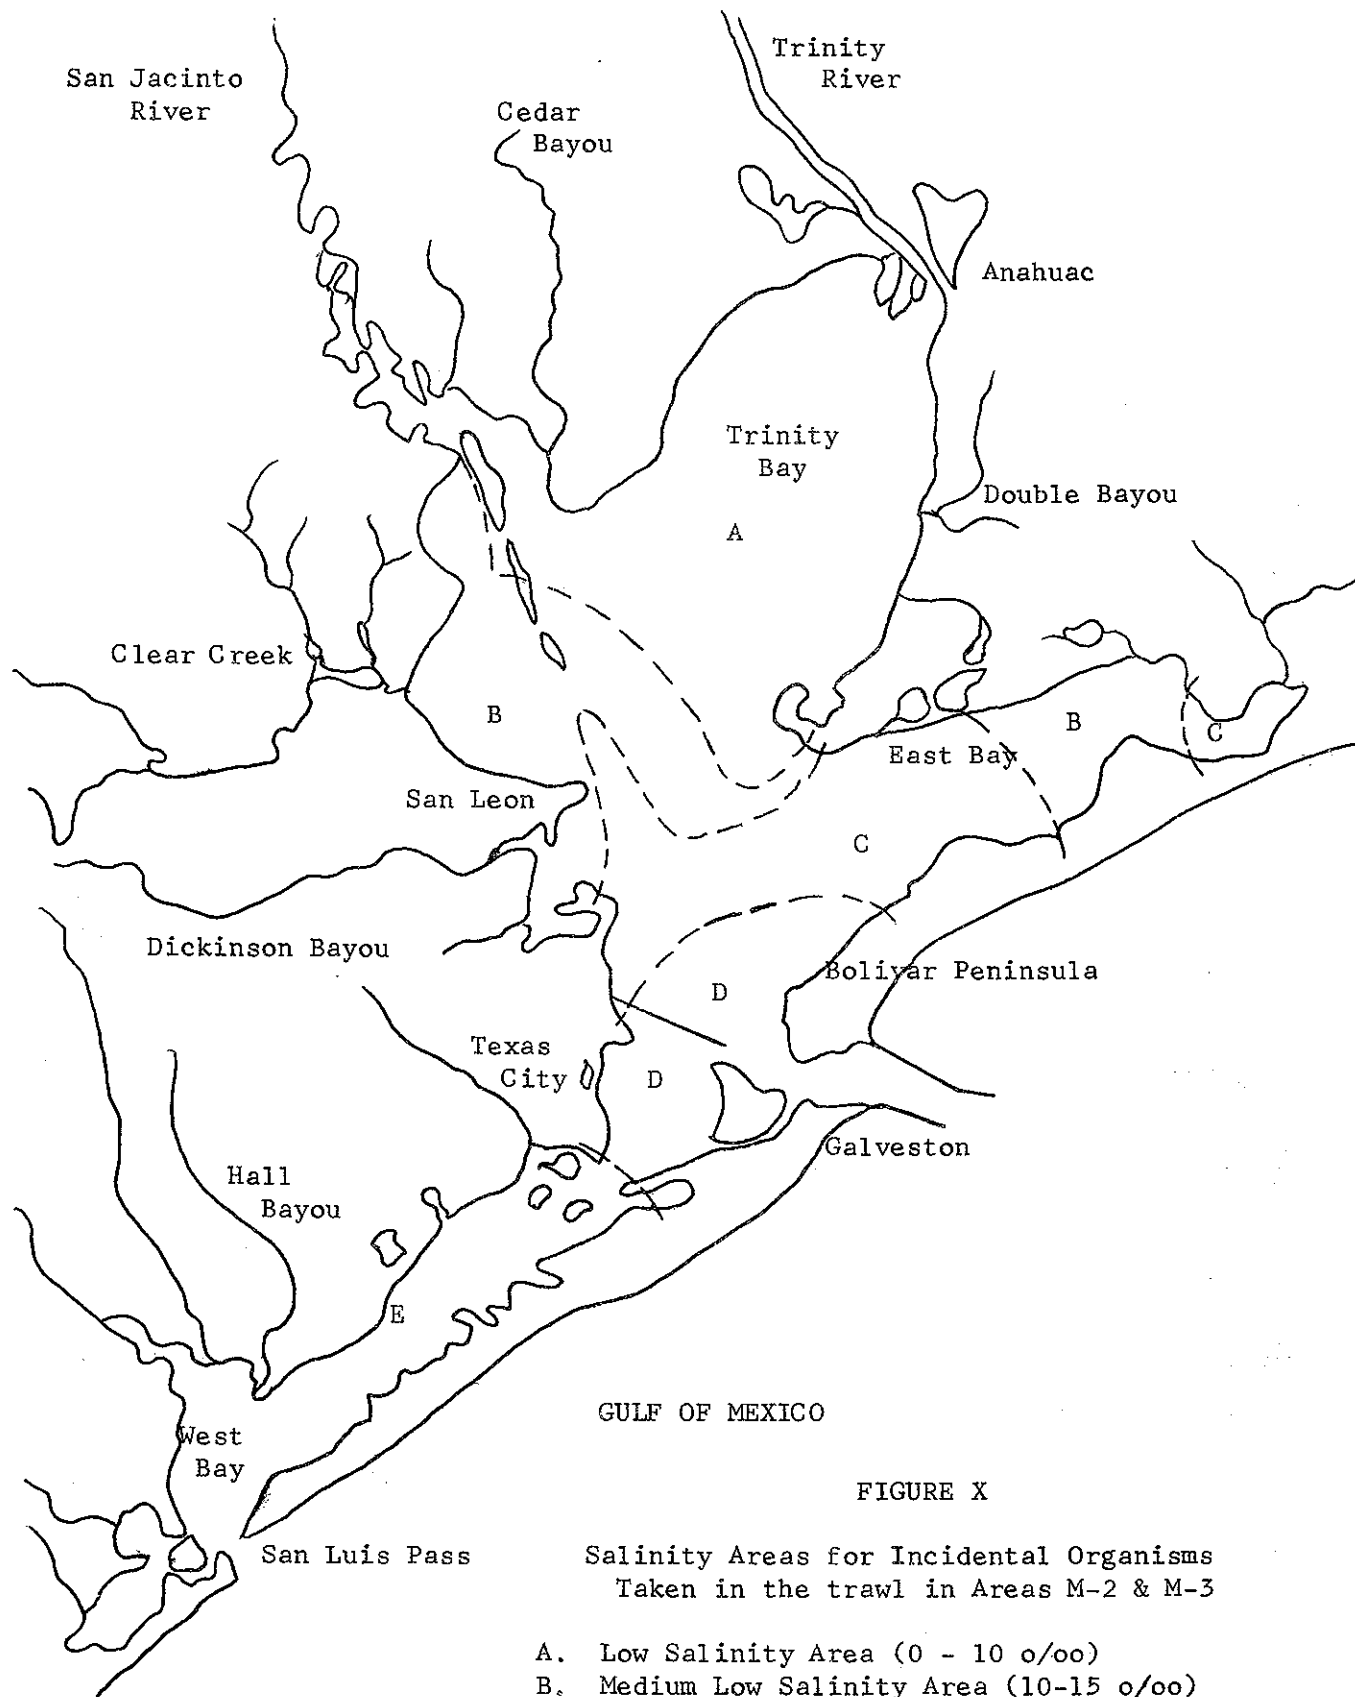 San Jacinto
River
Cedar
Bayou
Trinity
River
Anahuac
Trinity
Bay
Double Bayou
A
Clear Creek
B
B
C
East Bay
San Leon
C
Dickinson Bayou
Bolivar Peninsula
D
Texas
City
D
Galveston
Hall
Bayou
E
GULF OF MEXICO
West
Bay
FIGURE X
San Luis Pass
Salinity Areas for Incidental Organisms
Taken in the trawl in Areas M-2 & M-3
A. Low Salinity Area (0 - 10 o/oo)
B. Medium Low Salinity Area (10-15 o/oo)